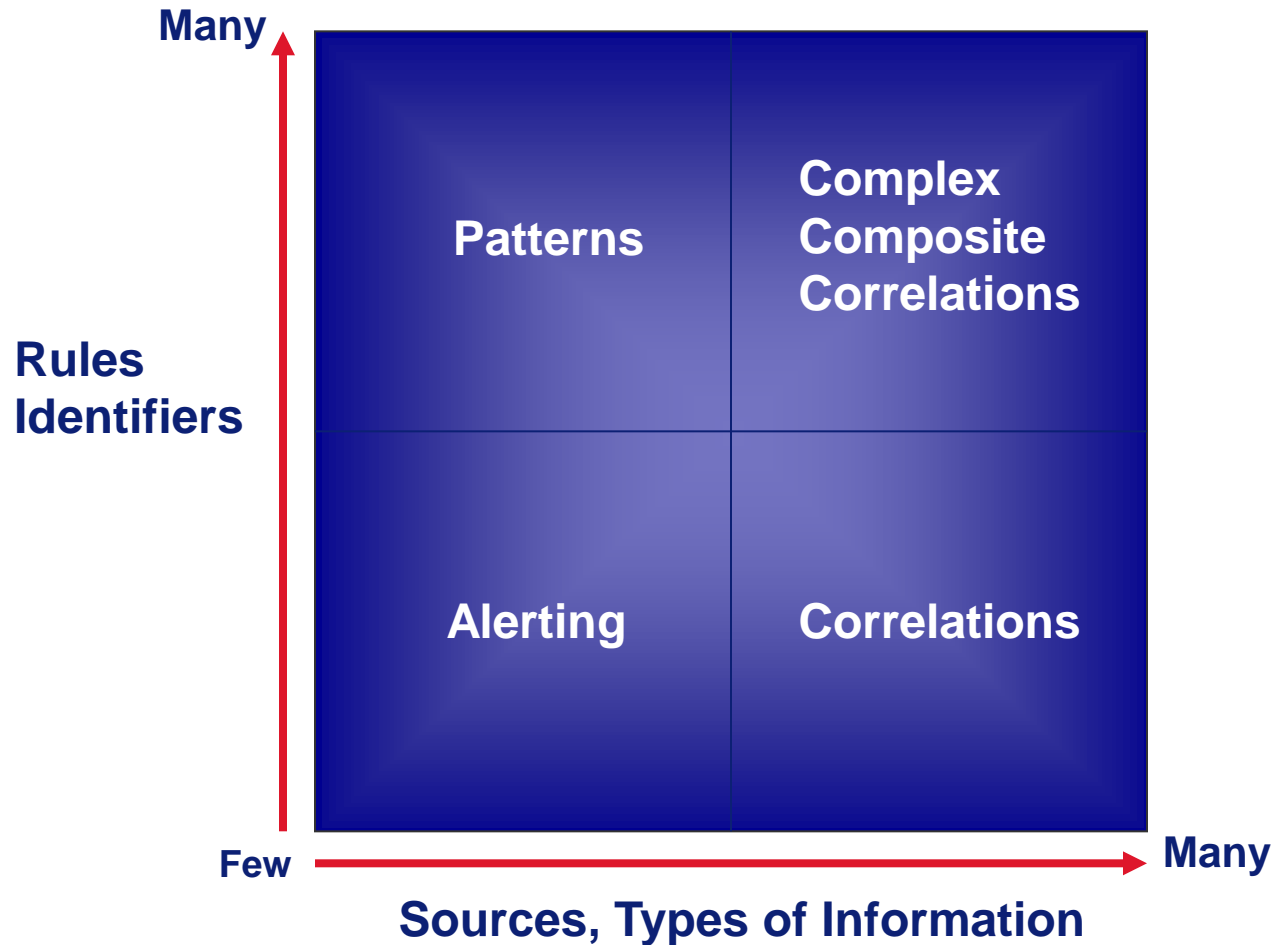 Many
Complex
Composite
Correlations
Patterns
Rules
Identifiers
Alerting
Correlations
Few
Many
Sources, Types of Information